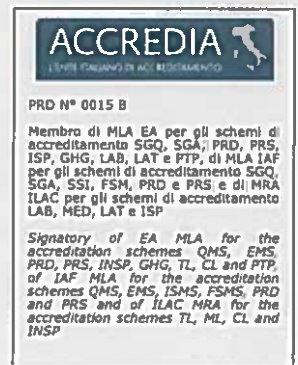 ACCREDIA
L'ENTE ITALIANO DI ACCREDITAMENTO
PRD N° 0015 B
Membro di MLA EA per gli schemi di
accreditamento SGQ, SGA, PRD, PRS,
ISP, GHG, LAB, LAT e PTP, di MLA IAF
per gli schemi di accreditamento SGQ,
SGA, SSI, FSM, PRD e PRS e di MRA
ILAC per gli schemi di accreditamento
LAB, MED, LAT e ISP
Signatory of EA MLA for the
accreditation schemes QMS, EMS,
PRD, PRS, INSP, GHG, TL, CL and PTP,
of IAF MLA for the accreditation
schemes QMS, EMS, ISMS, FSMS, PRD
and PRS and of ILAC MRA for the
accreditation schemes TL, ML, CL and
INSP